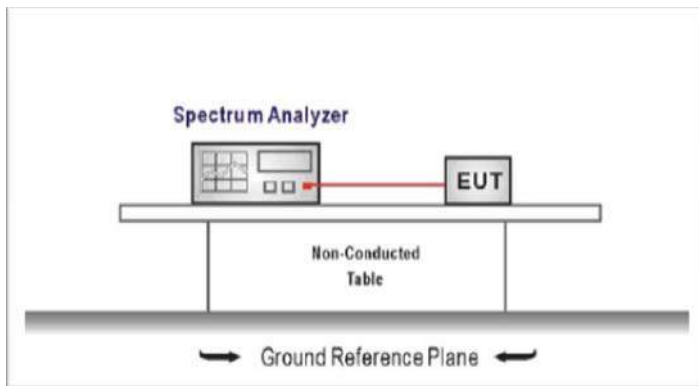 Spectrum Analyzer
EUT
Non-Conducted
Table
Ground Reference Plane